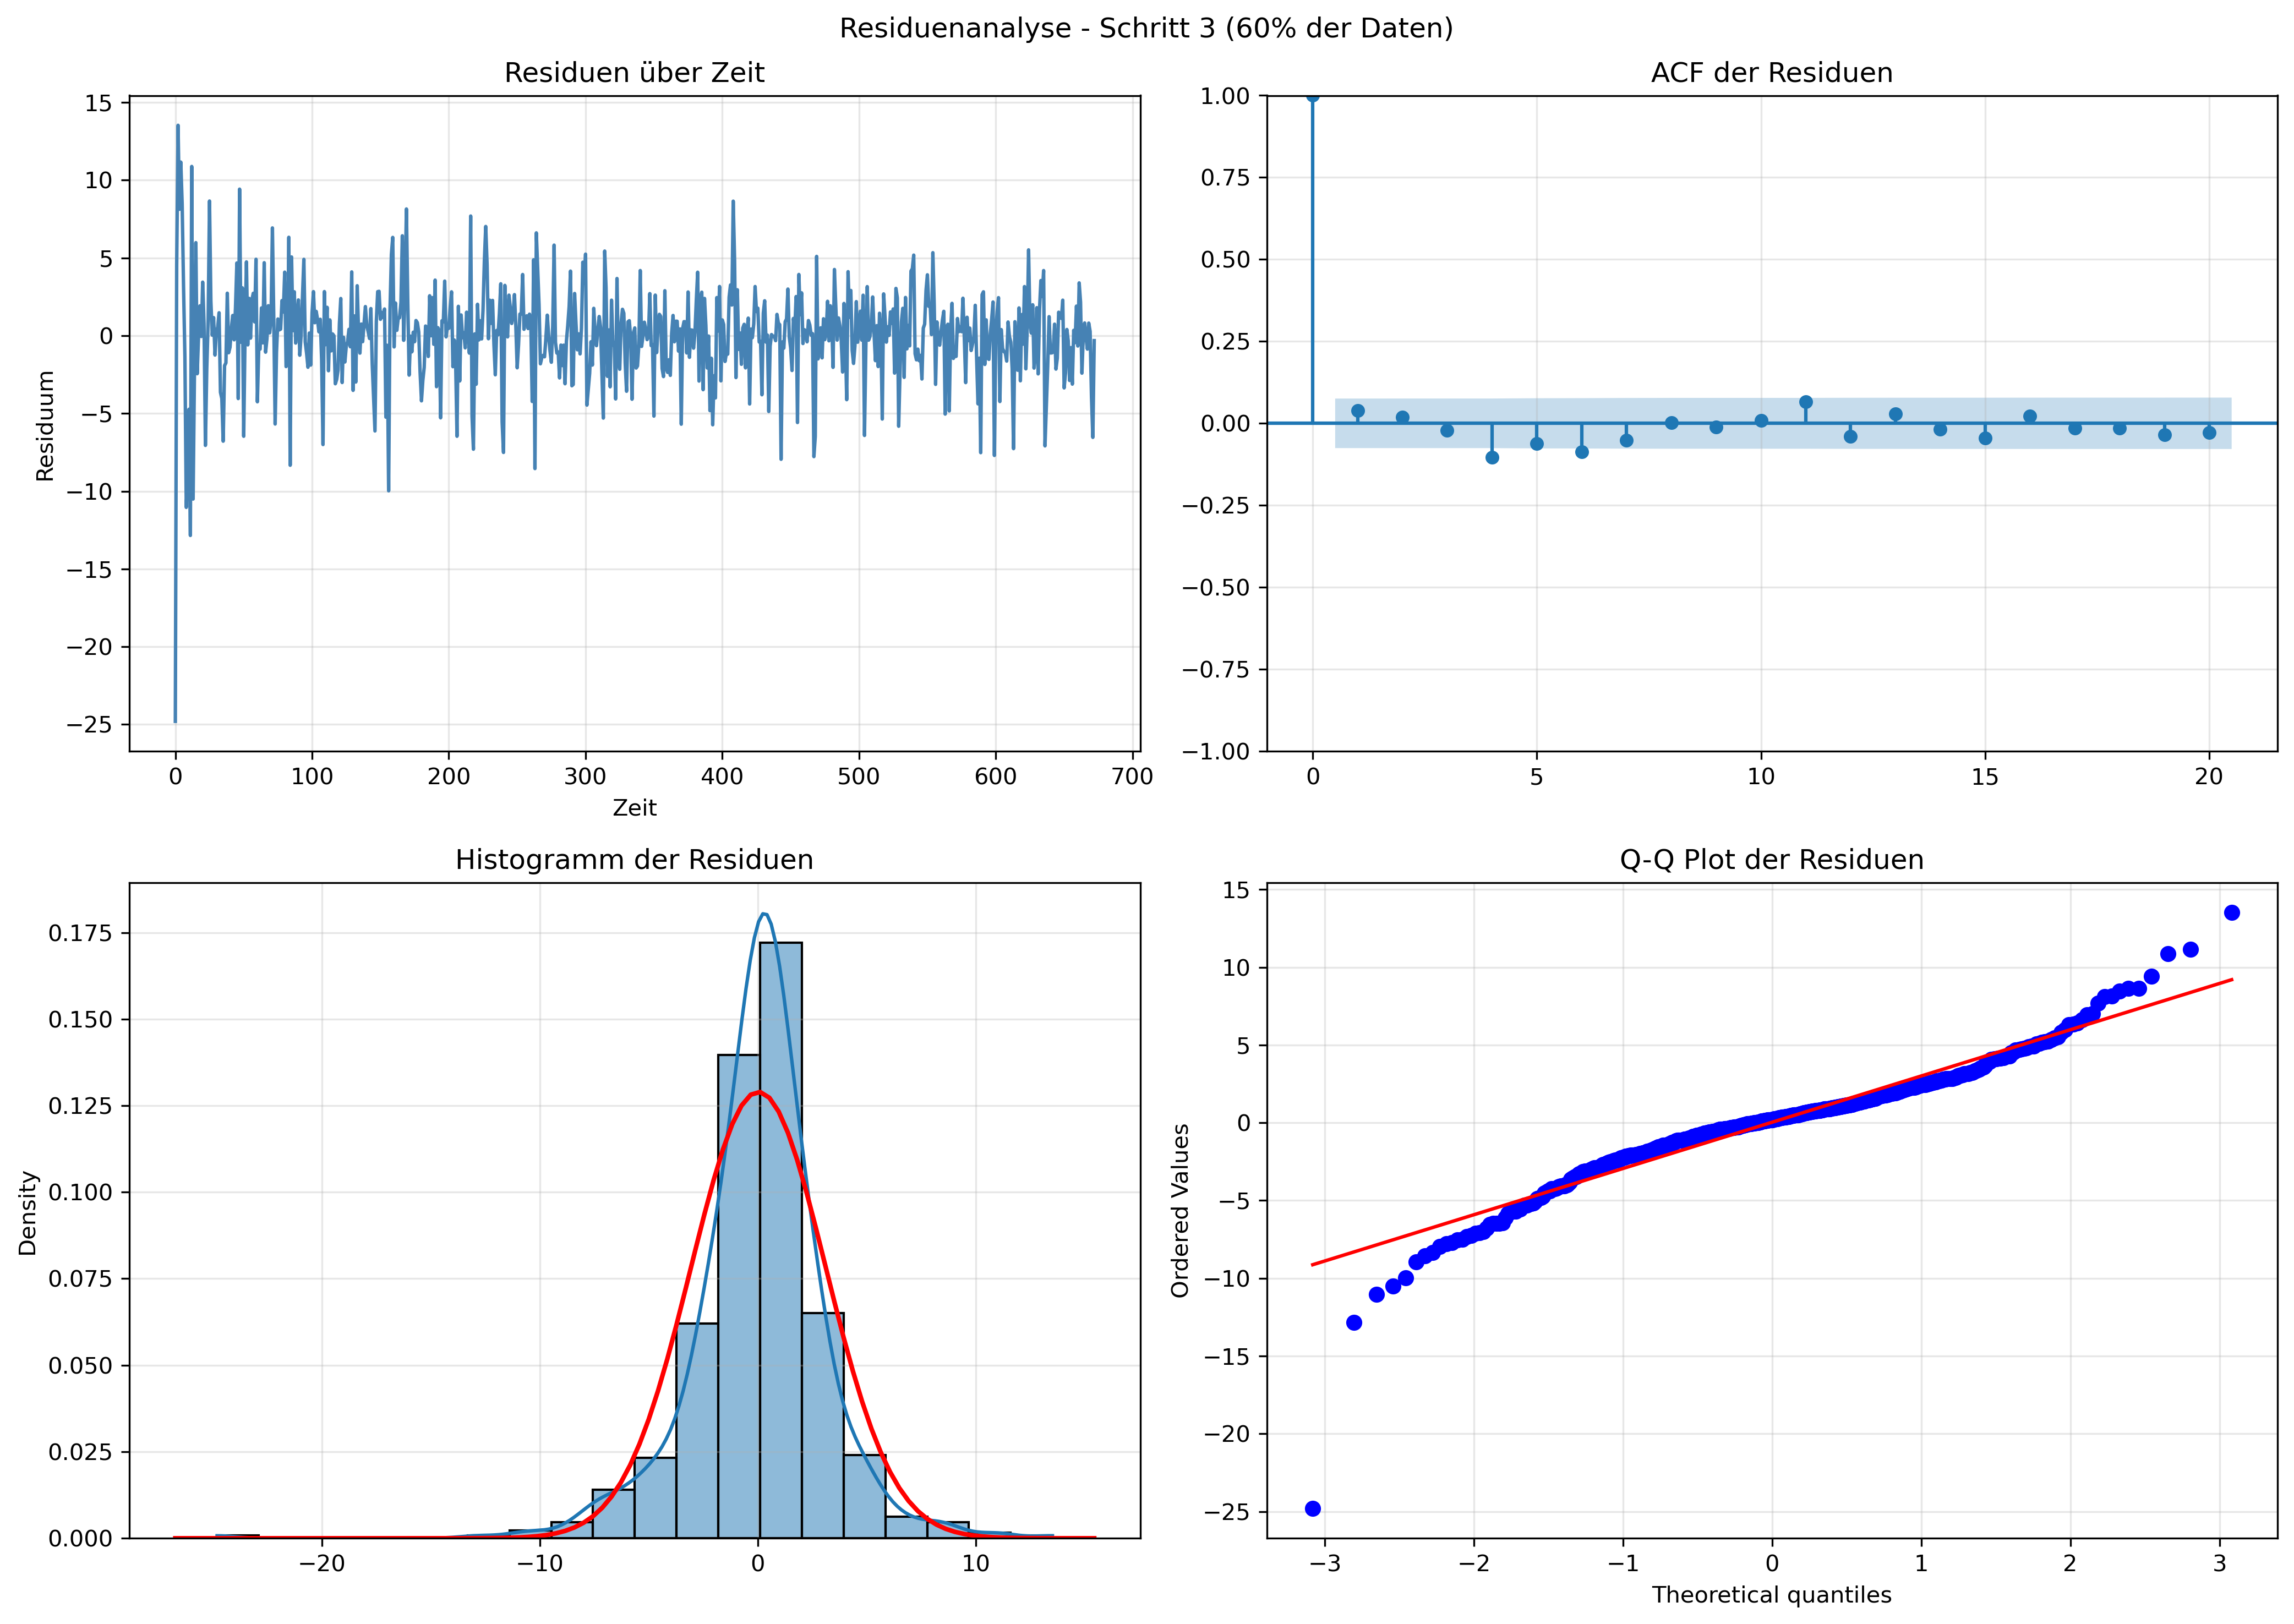 Residuenanalyse - Schritt 3 (60% der Daten)
Residuen über Zeit
15
10
5
0
−5
−10
−15
−20
−25
Residuum
0 100 200 300 400 500 600 700
Zeit
ACF der Residuen
1.00
0.75
0.50
0.25
0.00
−0.25
−0.50
−0.75
−1.00
0 5 10 15 20
Histogramm der Residuen
0.175
0.150
0.125
0.100
0.075
0.050
0.025
0.000
Density
−20 −10 0 10
Q-Q Plot der Residuen
15
10
5
0
−5
−10
−15
−20
−25
Ordered Values
−3 −2 −1 0 1 2 3
Theoretical quantiles